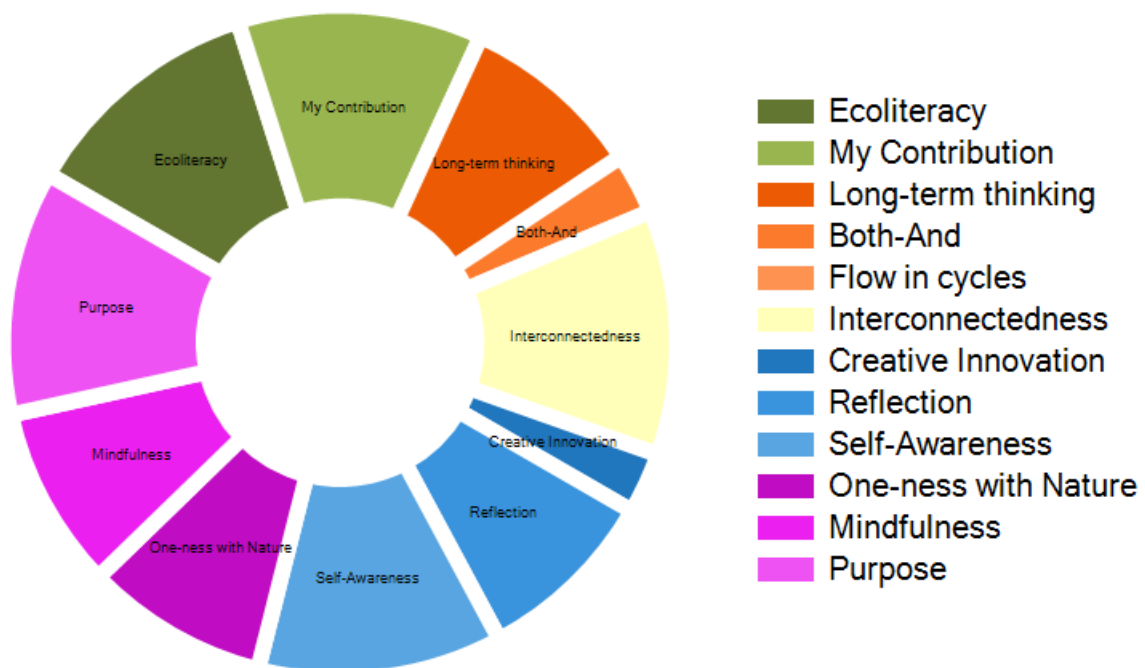 My Contribution
Ecoliteracy
Long-term thinking
Both-And
Purpose
Interconnectedness
Creative Innovation
Mindfulness
Reflection
One-ness with Nature
Self-Awareness
Ecoliteracy
My Contribution
Long-term thinking
Both-And
Flow in cycles
Interconnectedness
Creative Innovation
Reflection
Self-Awareness
One-ness with Nature
Mindfulness
Purpose